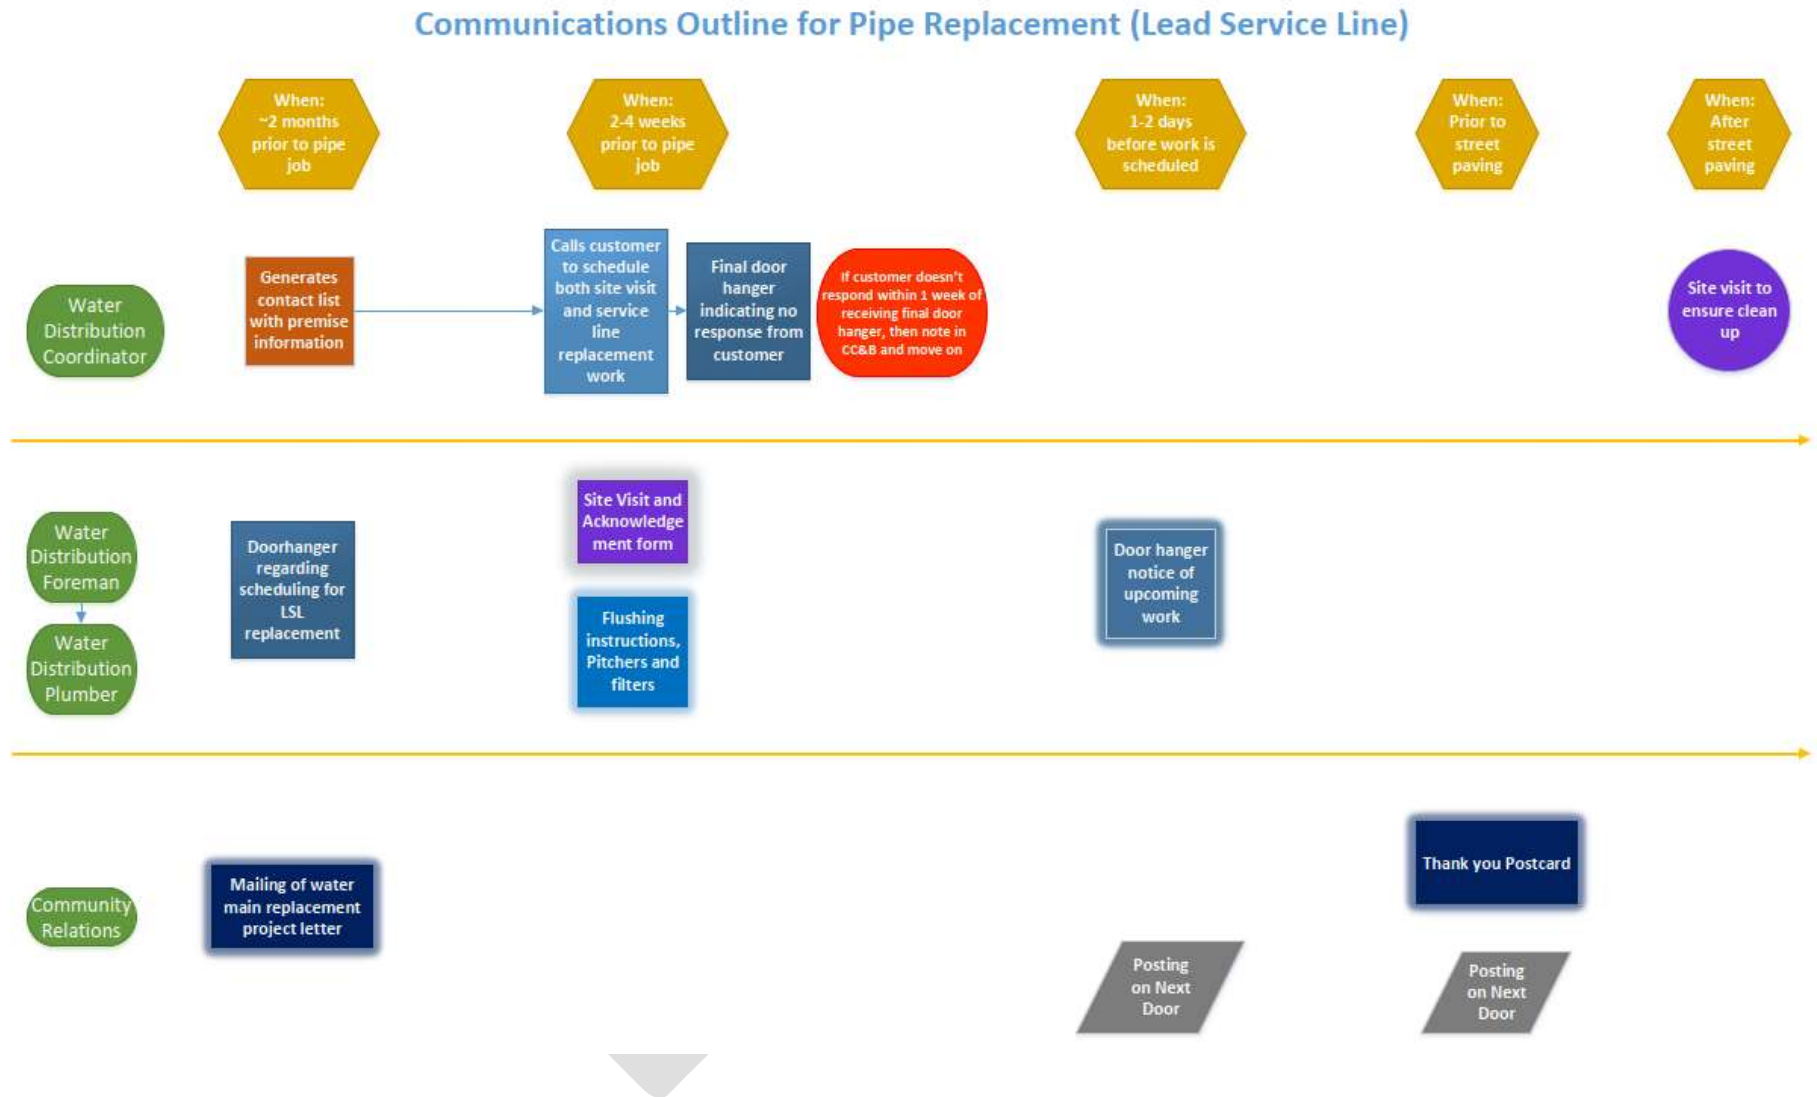 Communications Outline for Pipe Replacement (Lead Service Line)
When:
~2 months
prior to pipe
job
When:
2-4 weeks
prior to pipe
job
When:
1-2 days
before work is
scheduled
When:
Prior to
street
paving
When:
After
street
paving
Water
Distribution
Coordinator
Generates
contact list
with premise
information
Calls customer
to schedule
both site visit
and service
line
replacement
work
Final door
hanger
indicating no
response from
customer
If customer doesn't
respond within 1 week of
receiving final door
hanger, then note in
CC&B and move on
Site visit to
ensure clean
up
Water
Distribution
Foreman
Water
Distribution
Plumber
Doorhanger
regarding
scheduling for
LSL
replacement
Site Visit and
Acknowledge
ment form
Flushing
instructions,
Pitchers and
filters
Door hanger
notice of
upcoming
work
Community
Relations
Mailing of water
main replacement
project letter
Thank you Postcard
Posting
on Next
Door
Posting
on Next
Door